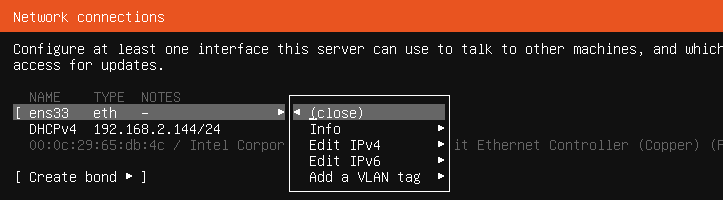 Network connections
Configure at least one interface this server can use to talk to other machines, and which
access for updates.
NAME TYPE NOTES
[ ens33 eth – ▸
◂ (close)
DHCPv4 192.168.2.144/24
Info ▸
00:0c:29:65:db:4c / Intel Corpor
Edit IPv4 ▸
it Ethernet Controller (Copper) (
Edit IPv6 ▸
[ Create bond ▸ ]
Add a VLAN tag ▸